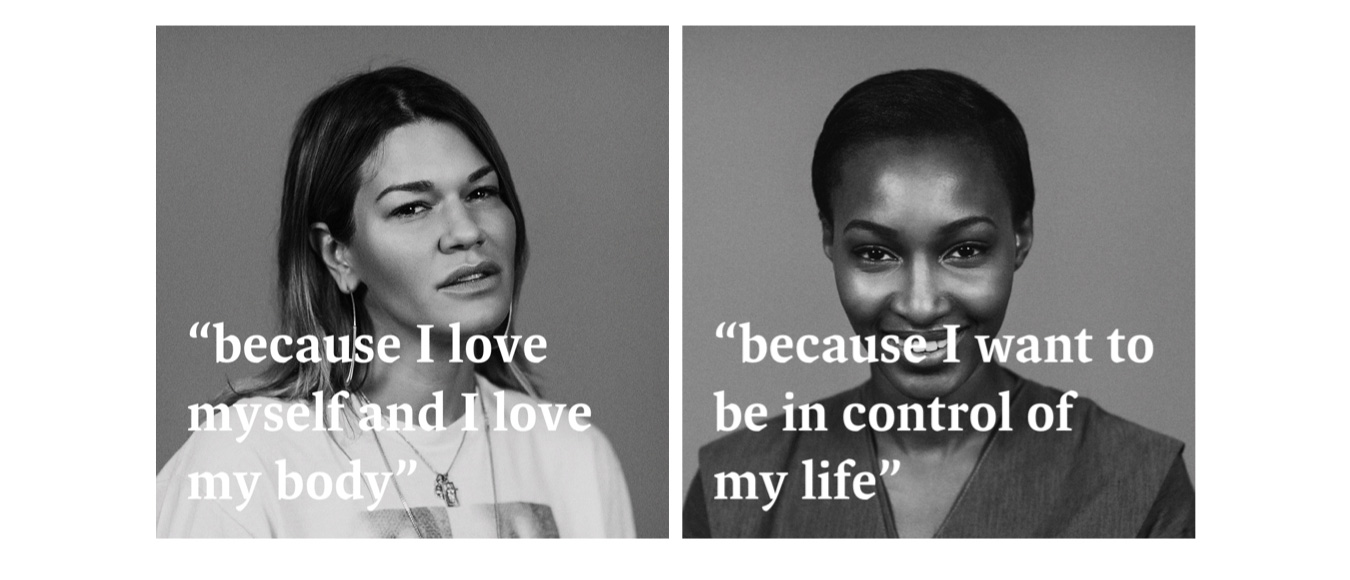 “because I love
myself and I love
my body”
“because I want to
be in control of
my life”